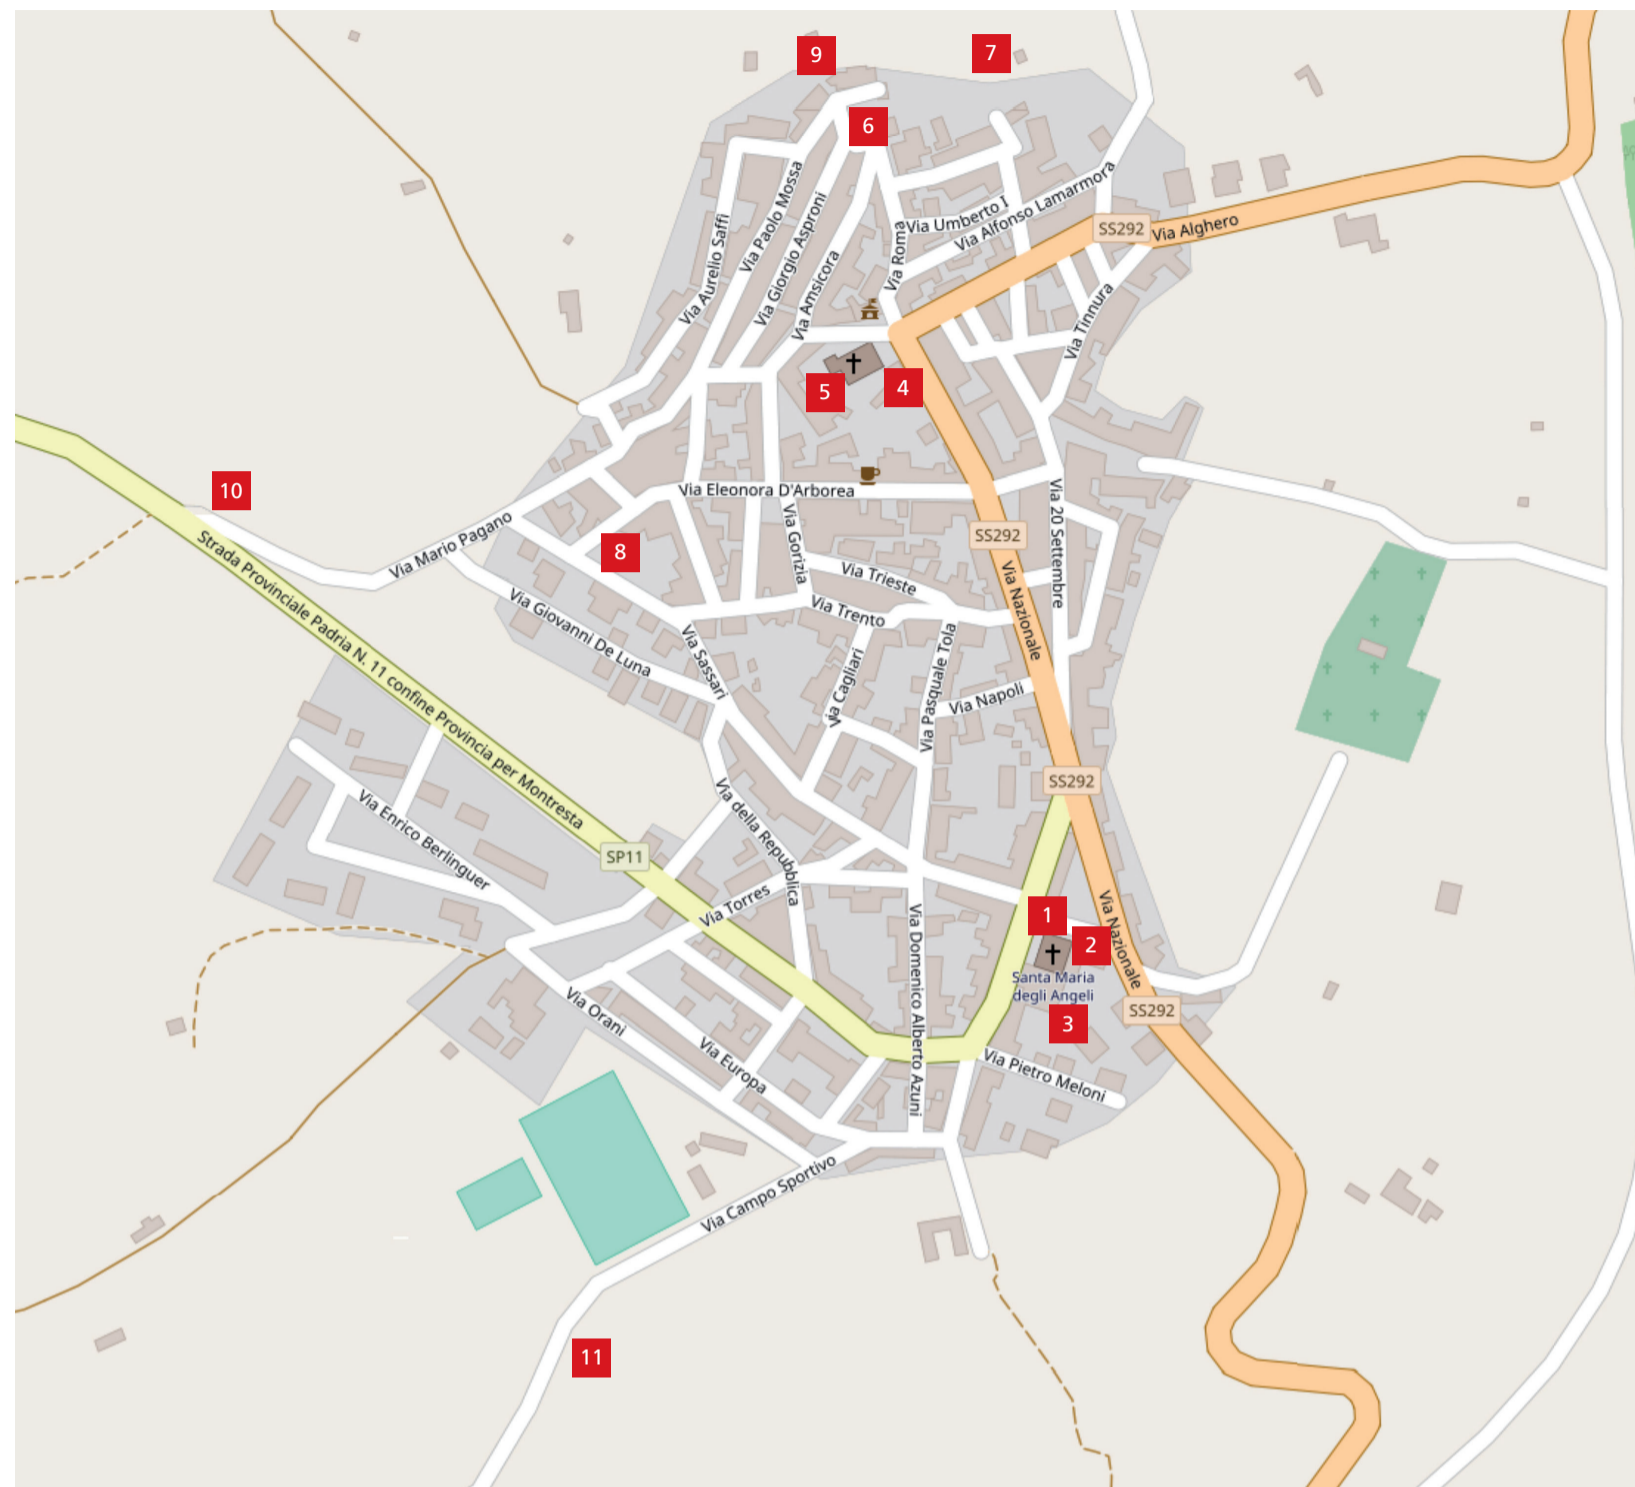 9
7
6
Via Paolo Mossa
Via Giorgio Asproni
Via Aurelio Saffi
Via Amsicora
Via Roma
Via Umberto I
Via Alfonso Lamarmora
SS292
Via Alghero
Via Tinnura
5
4
10
Via Eleonora D'Arborea
Via Mario Pagano
8
Via Gorizia
Via Trieste
Via Trento
SS292
Via 20 Settembre
Via Nazionale
Strada Provinciale Padria N. 11 confine Provincia per Montresta
Via Giovanni De Luna
Via Sassari
Via Cagliari
Via Pasquale Tola
Via Napoli
SS292
Via Enrico Berlinguer
SP11
Via della Repubblica
Via Torres
Via Domenico Alberto Azuni
1
2
Via Nazionale
Santa Maria
degli Angeli
3
SS292
Via Orani
Via Europa
Via Pietro Meloni
Via Campo Sportivo
11